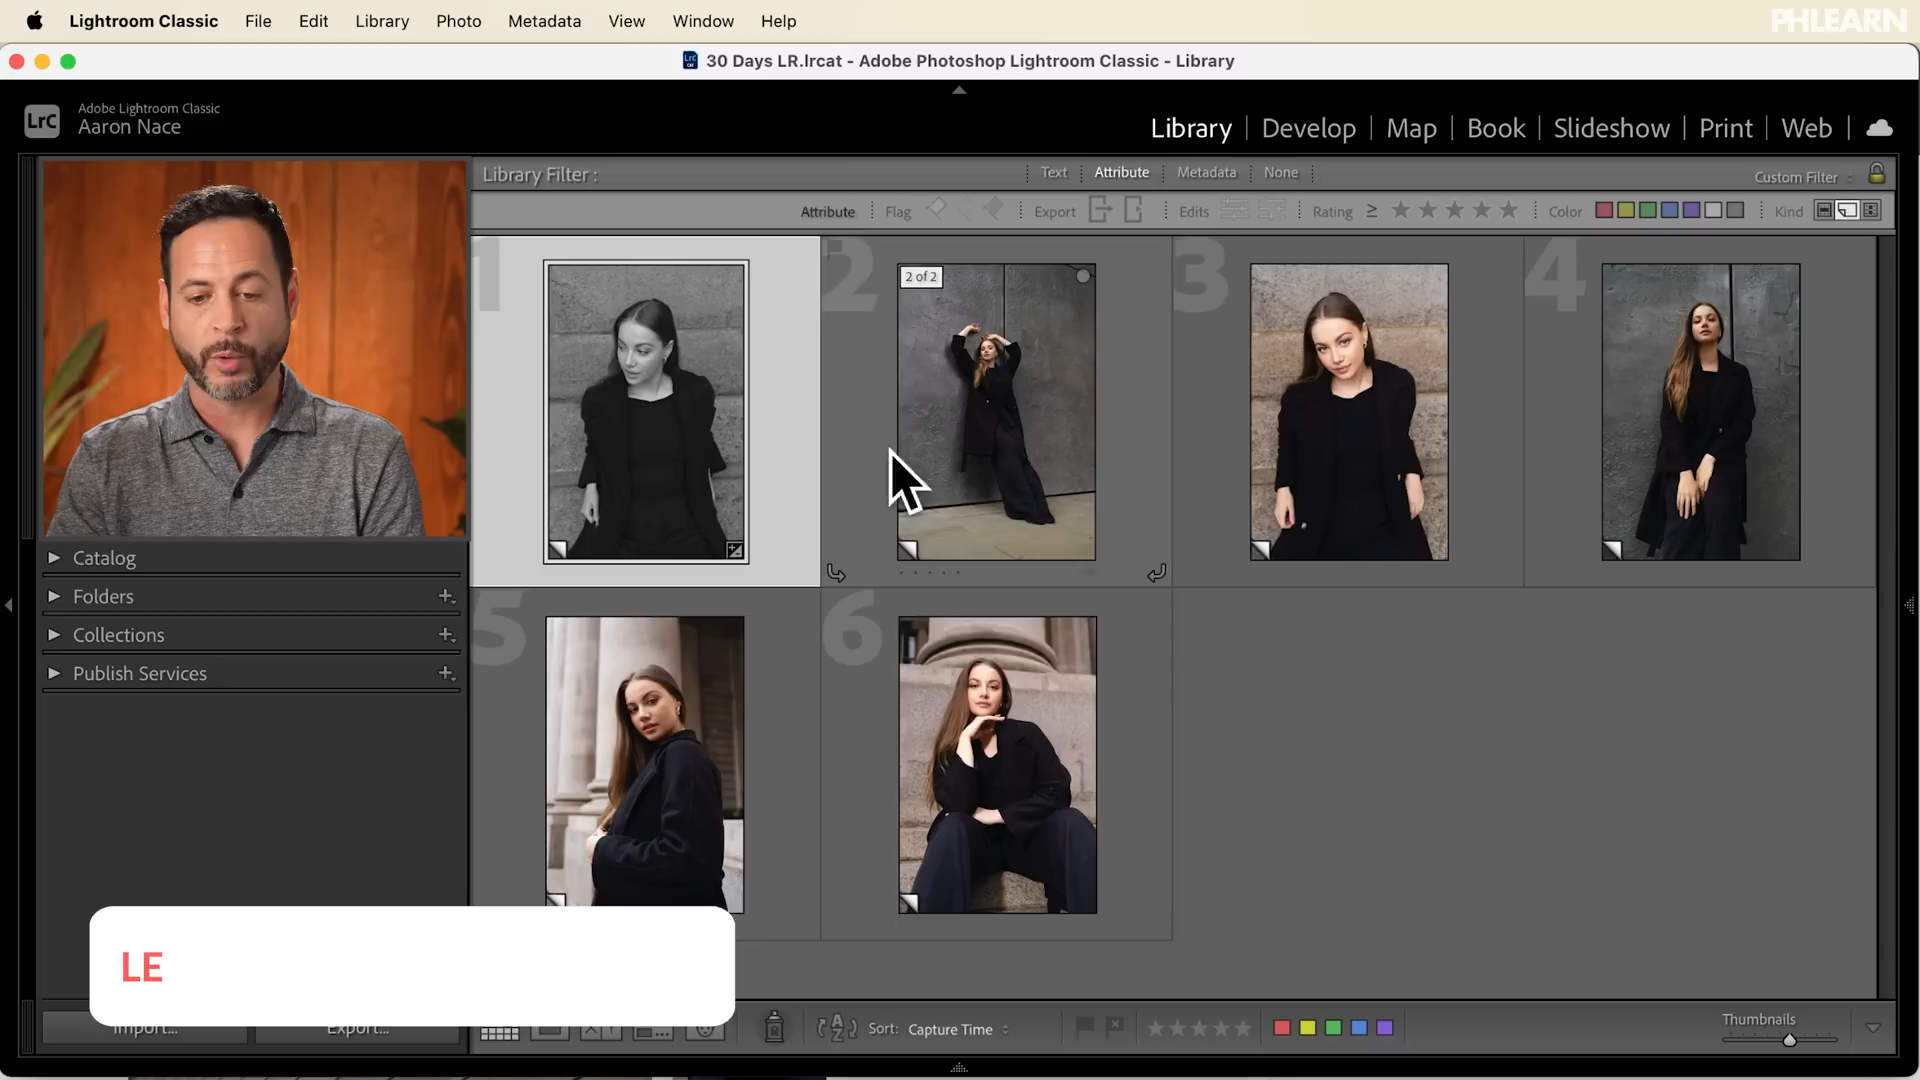 Lightroom Classic File Edit Library Photo Metadata View Window Help
PHLEARN
30 Days LR.lrcat - Adobe Photoshop Lightroom Classic - Library
LrC
Adobe Lightroom Classic
Aaron Nace
Library Develop Map Book Slideshow Print Web
Library Filter : Text Attribute Metadata None Custom Filter
Attribute Flag Export Edits Rating ≥ Color Kind
1 2 3 4
2 of 2
Catalog
Folders
Collections
Publish Services
5 6
LE
Import... Export...
Sort: Capture Time
Thumbnails